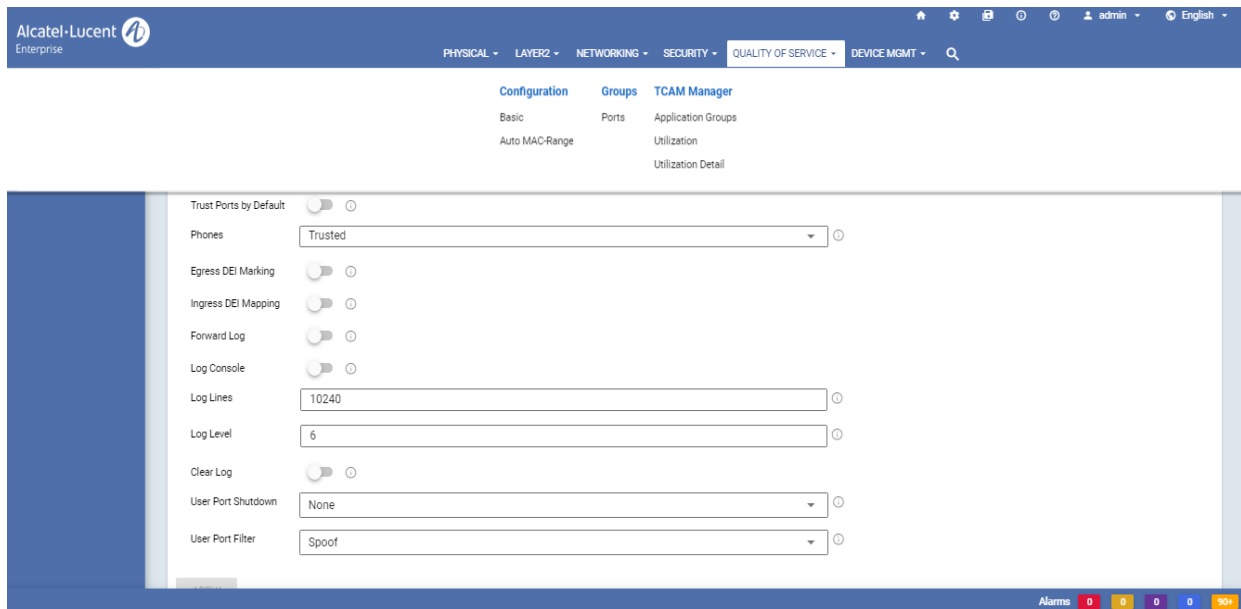 Alcatel·Lucent
Enterprise
admin English
PHYSICAL LAYER2 NETWORKING SECURITY QUALITY OF SERVICE DEVICE MGMT
Configuration Groups TCAM Manager
Basic Ports Application Groups
Auto MAC-Range Utilization
Utilization Detail
Trust Ports by Default
Phones Trusted
Egress DEI Marking
Ingress DEI Mapping
Forward Log
Log Console
Log Lines 10240
Log Level 6
Clear Log
User Port Shutdown None
User Port Filter Spoof
Alarms 0 0 0 0 90+